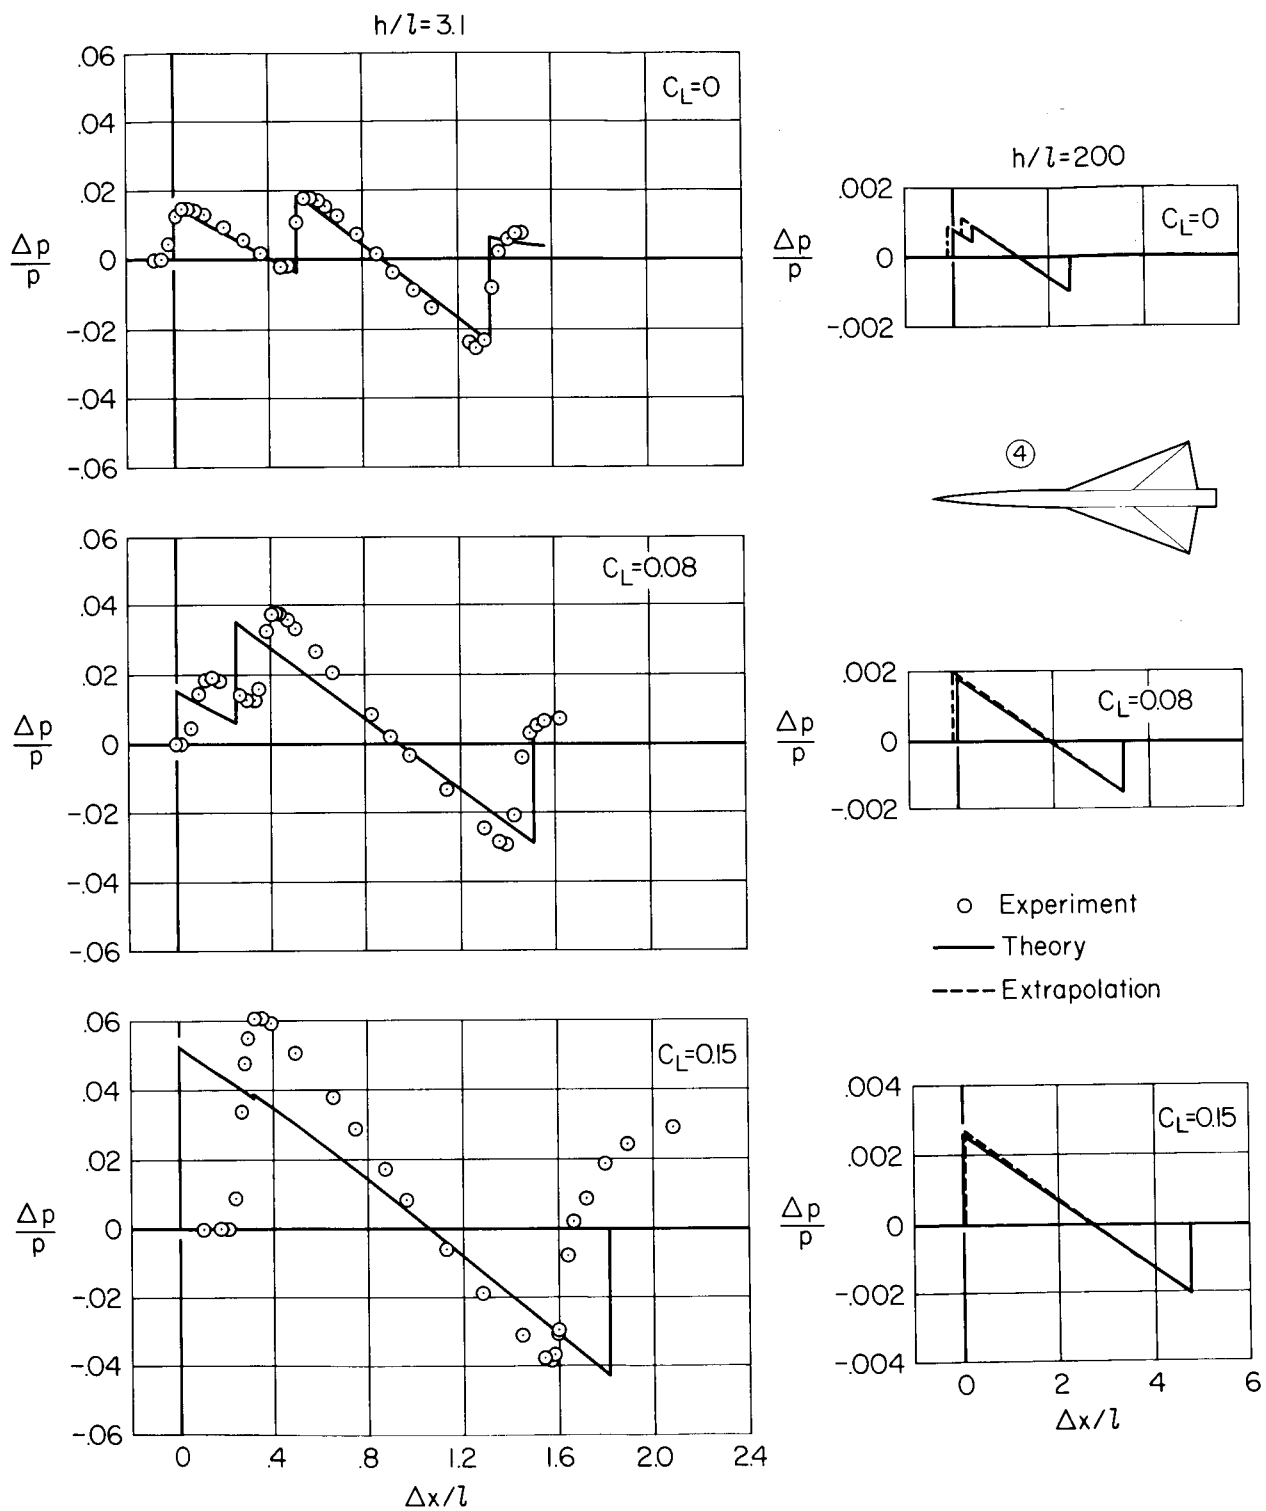 h/l=3.1
.06
.04
.02
0
-.02
-.04
-.06
Δp
p
C_L=0
h/l=200
.002
0
-.002
Δp
p
C_L=0
4
.06
.04
.02
0
-.02
-.04
-.06
Δp
p
C_L=0.08
.002
0
-.002
Δp
p
C_L=0.08
Experiment
Theory
Extrapolation
.06
.04
.02
0
-.02
-.04
-.06
Δp
p
C_L=0.15
0 .4 .8 1.2 1.6 2.0 2.4
Δx/l
.004
.002
0
-.002
-.004
Δp
p
C_L=0.15
0 2 4 6
Δx/l